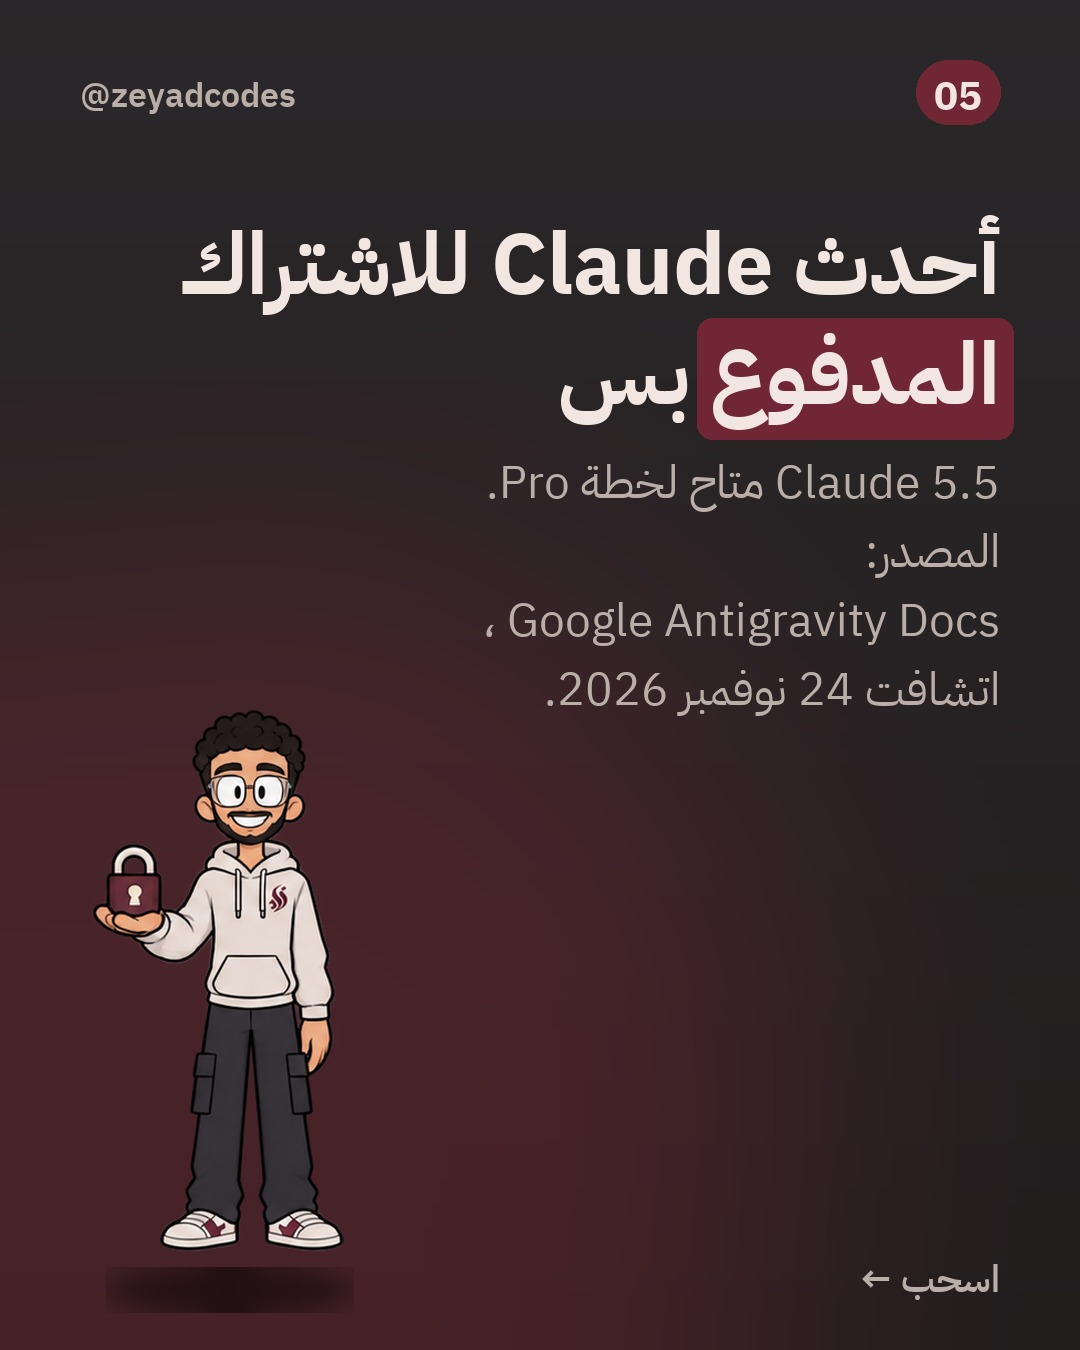 @zeyadcodes
05
أحدث Claude للاشتراك
المدفوع بس
Claude 5.5 متاح لخطة Pro.
المصدر:
Google Antigravity Docs ،
اتشافت 24 نوفمبر 2026.
اسحب ←